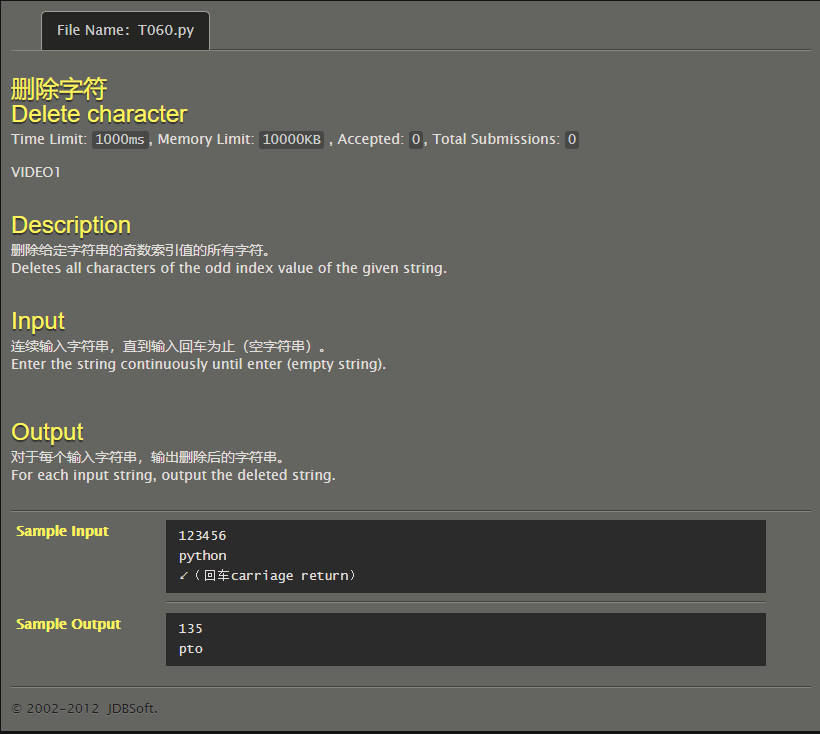 File Name: T060.py
删除字符
Delete character
Time Limit: 1000ms, Memory Limit: 10000KB , Accepted: 0, Total Submissions: 0
VIDEO1
Description
删除给定字符串的奇数索引值的所有字符。
Deletes all characters of the odd index value of the given string.
Input
连续输入字符串，直到输入回车为止（空字符串）。
Enter the string continuously until enter (empty string).
Output
对于每个输入字符串，输出删除后的字符串。
For each input string, output the deleted string.
Sample Input
123456
python
↙（回车carriage return）
Sample Output
135
pto
© 2002-2012 JDBSoft.